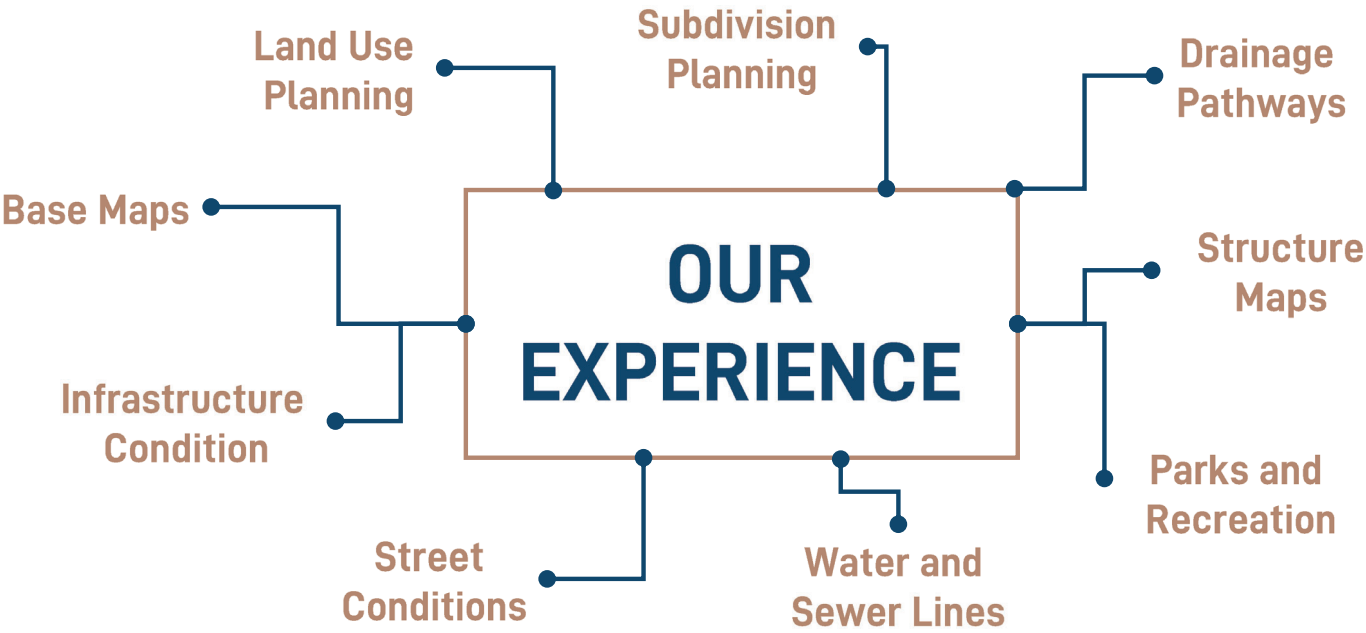 Land Use
Planning
Subdivision
Planning
Drainage
Pathways
Base Maps
OUR
EXPERIENCE
Structure
Maps
Infrastructure
Condition
Parks and
Recreation
Street
Conditions
Water and
Sewer Lines